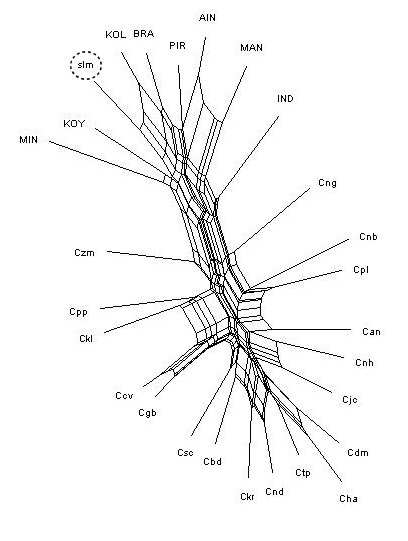 AIN
KOL BRA
PIR
MAN
slm
IND
KOY
MIN
Cng
Cnb
Czm
Cpl
Cpp
Can
Ckl
Cnh
Ccv
Cjc
Cgb
Csc
Cdm
Cbd
Ctp
Cha
Cnd
Ckr